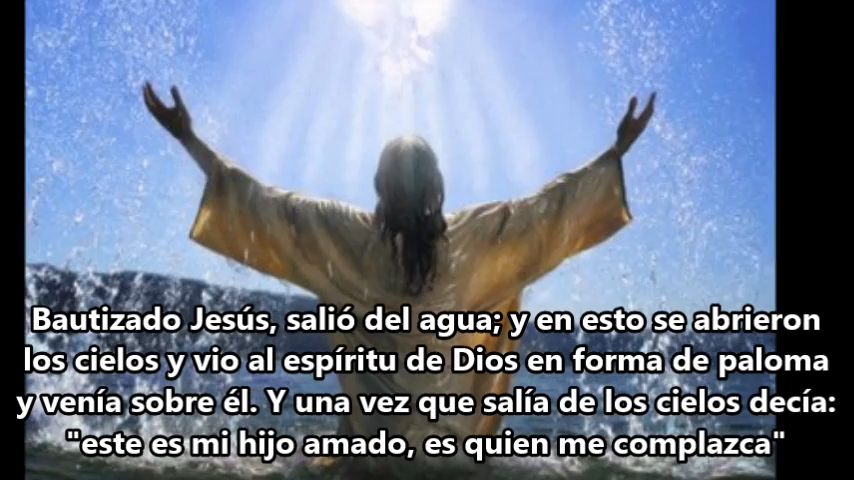 Bautizado Jesús, salió del agua; y en esto se abrieron
los cielos y vio al espíritu de Dios en forma de paloma
y venía sobre él. Y una vez que salía de los cielos decía:
"este es mi hijo amado, es quien me complazca"